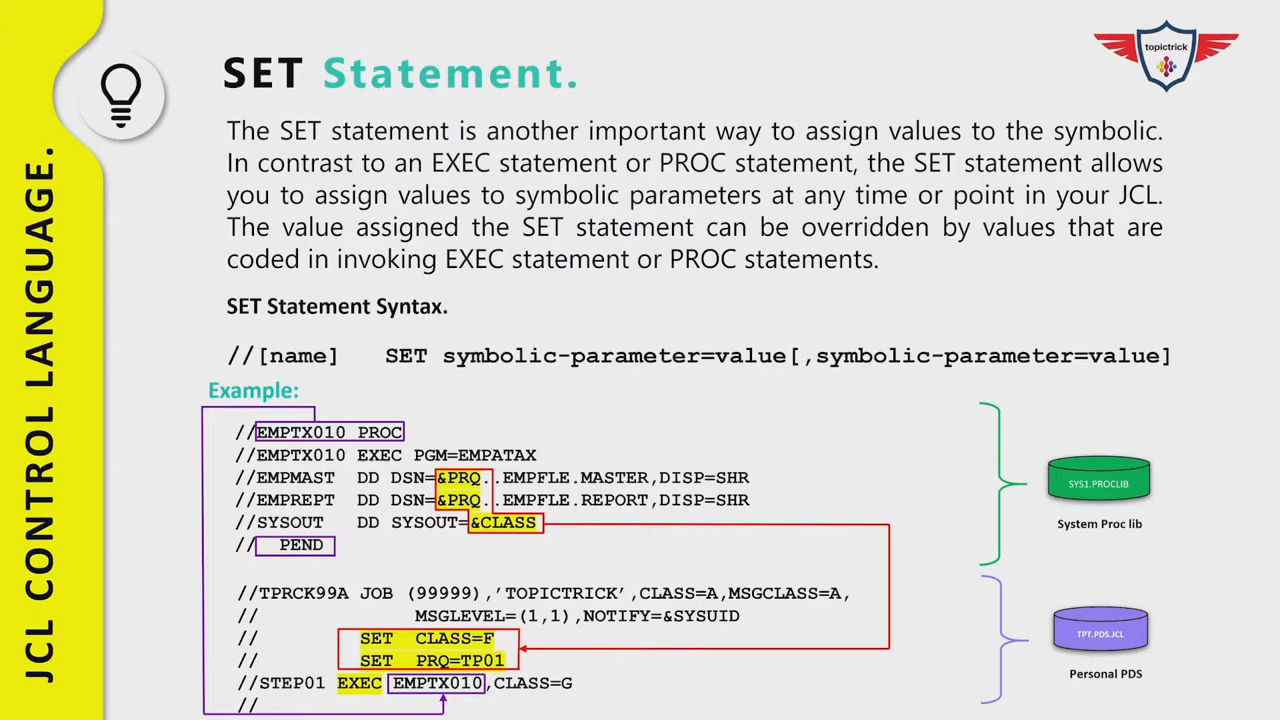 JCL CONTROL LANGUAGE.
topictrick
SET Statement.
The SET statement is another important way to assign values to the symbolic.
In contrast to an EXEC statement or PROC statement, the SET statement allows
you to assign values to symbolic parameters at any time or point in your JCL.
The value assigned the SET statement can be overridden by values that are
coded in invoking EXEC statement or PROC statements.
SET Statement Syntax.
//[name] SET symbolic-parameter=value[,symbolic-parameter=value]
Example:
//EMPTX010 PROC
//EMPTX010 EXEC PGM=EMPATAX
//EMPMAST DD DSN=&PRQ..EMPFLE.MASTER,DISP=SHR
//EMPREPT DD DSN=&PRQ..EMPFLE.REPORT,DISP=SHR
//SYSOUT DD SYSOUT=&CLASS
// PEND
SYS1.PROCLIB
System Proc lib
//TPRCK99A JOB (99999),’TOPICTRICK’,CLASS=A,MSGCLASS=A,
// MSGLEVEL=(1,1),NOTIFY=&SYSUID
// SET CLASS=F
// SET PRQ=TP01
//STEP01 EXEC EMPTX010,CLASS=G
//
TPT.PDS.JCL
Personal PDS